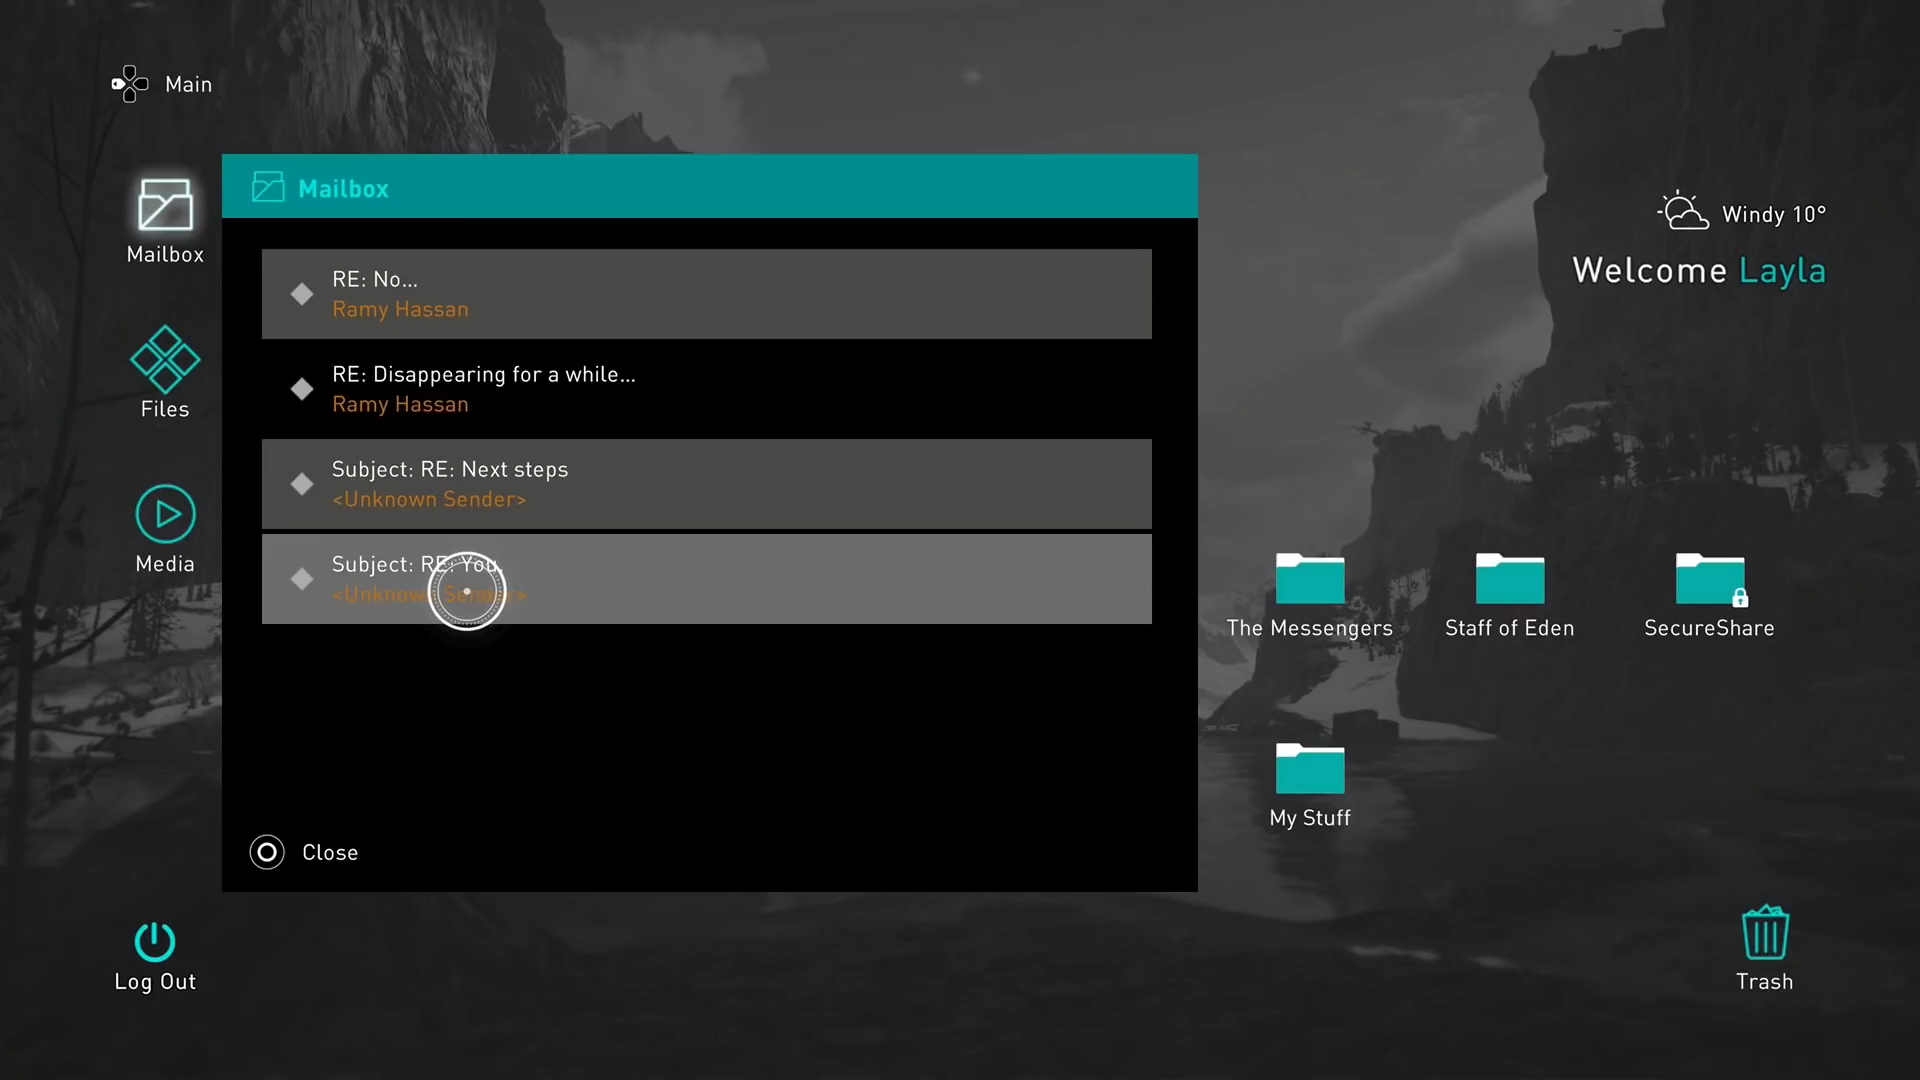 Main
Mailbox
Files
Media
Log Out
Mailbox
RE: No...
Ramy Hassan
RE: Disappearing for a while...
Ramy Hassan
Subject: RE: Next steps
<Unknown Sender>
Subject: RE: You
<Unknown Sender>
Close
Windy 10°
Welcome Layla
The Messengers
Staff of Eden
SecureShare
My Stuff
Trash